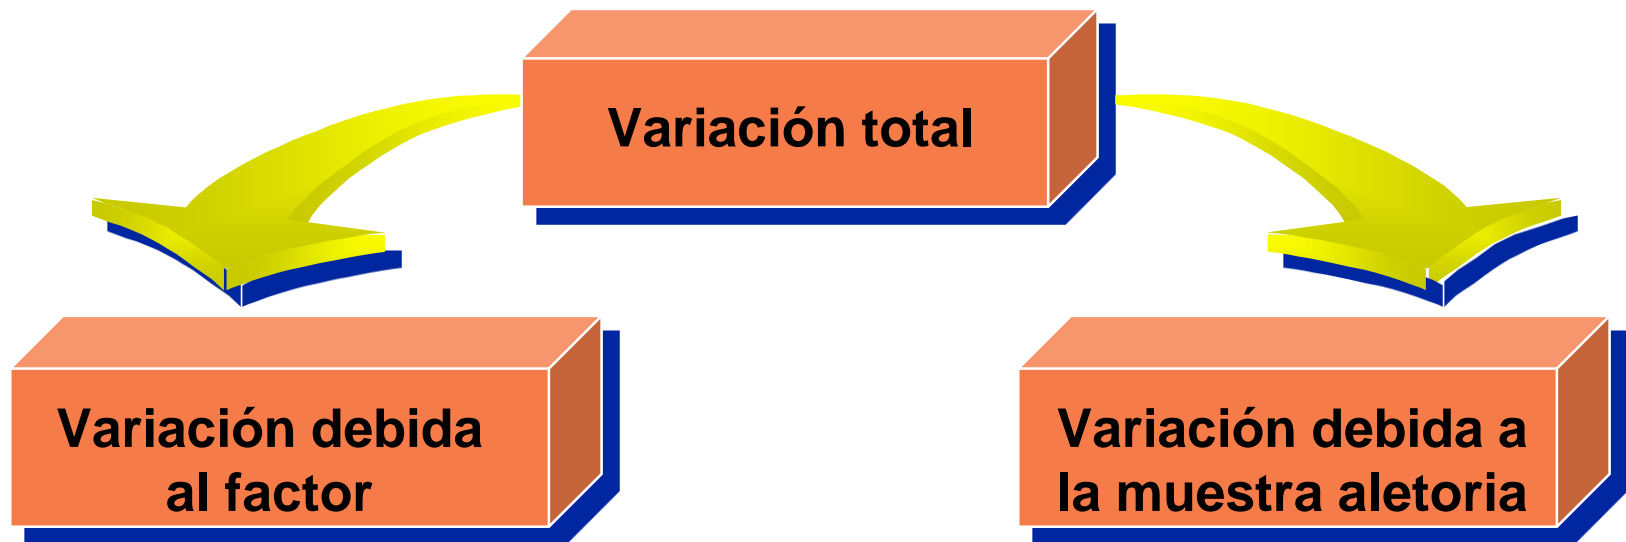 Variación total
Variación debida
al factor
Variación debida a
la muestra aletoria